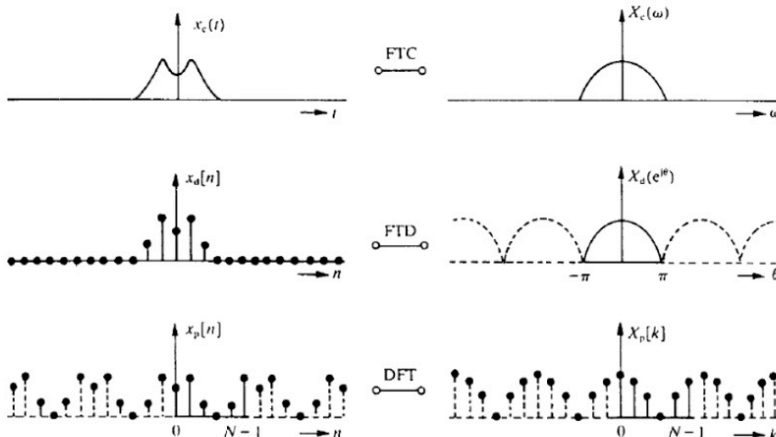 x_c(t)
t
FTC
X_c(ω)
ω
x_d[n]
n
FTD
X_d(e^{jθ})
−π
π
θ
x_p[n]
0
N−1
n
DFT
X_p[k]
0
N−1
k